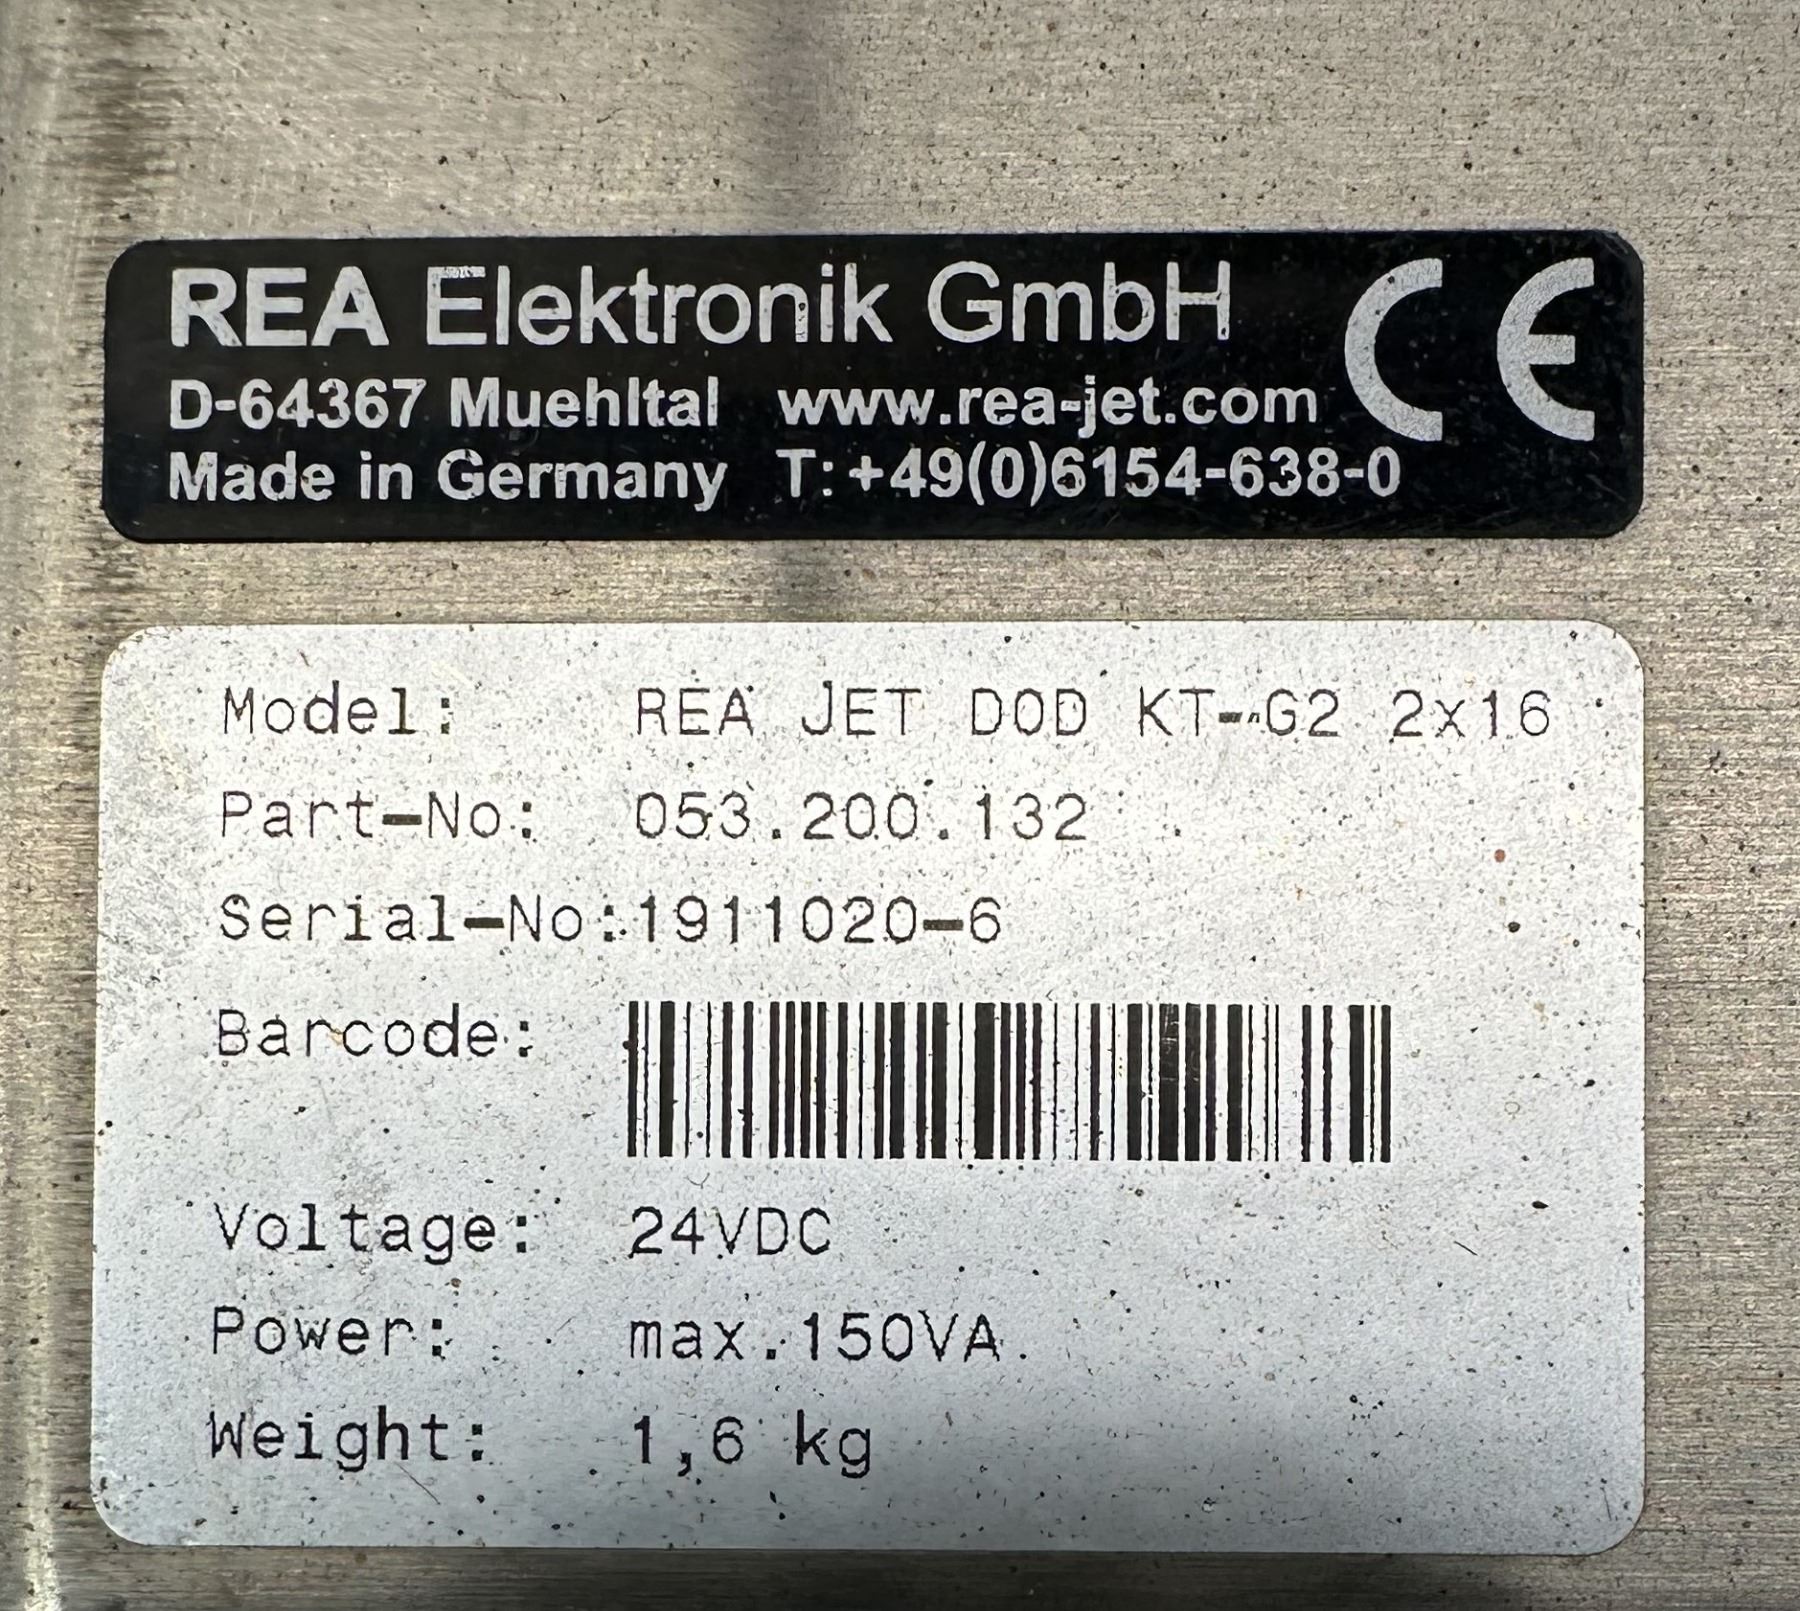 REA Elektronik GmbH CE
D-64367 Muehltal www.rea-jet.com
Made in Germany T: +49(0)6154-638-0
Model: REA JET DOD KT-G2 2x16
Part-No: 053.200.132
Serial-No: 1911020-6
Barcode:
Voltage: 24VDC
Power: max.150VA
Weight: 1,6 kg